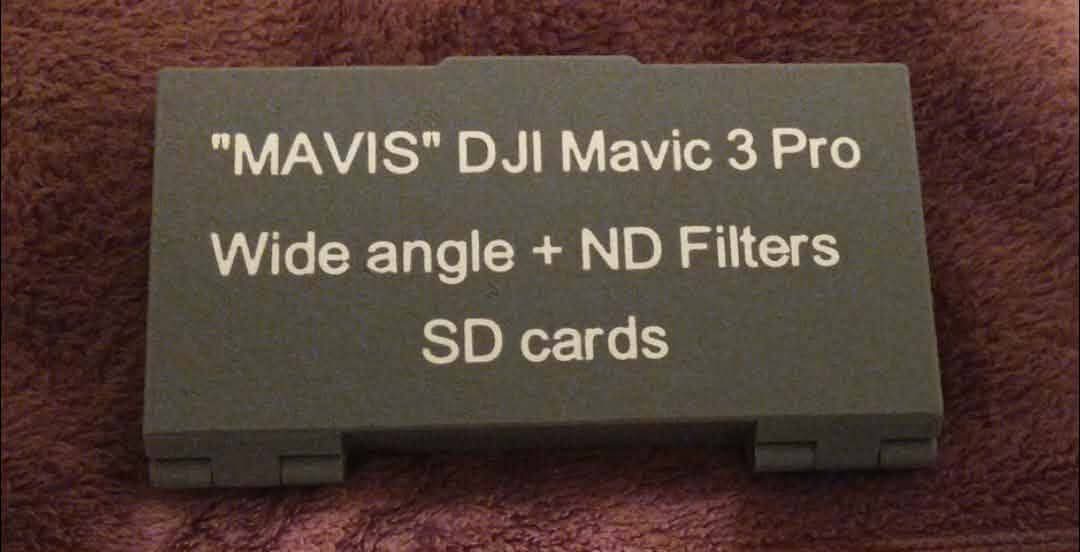 "MAVIS" DJI Mavic 3 Pro
Wide angle + ND Filters
SD cards